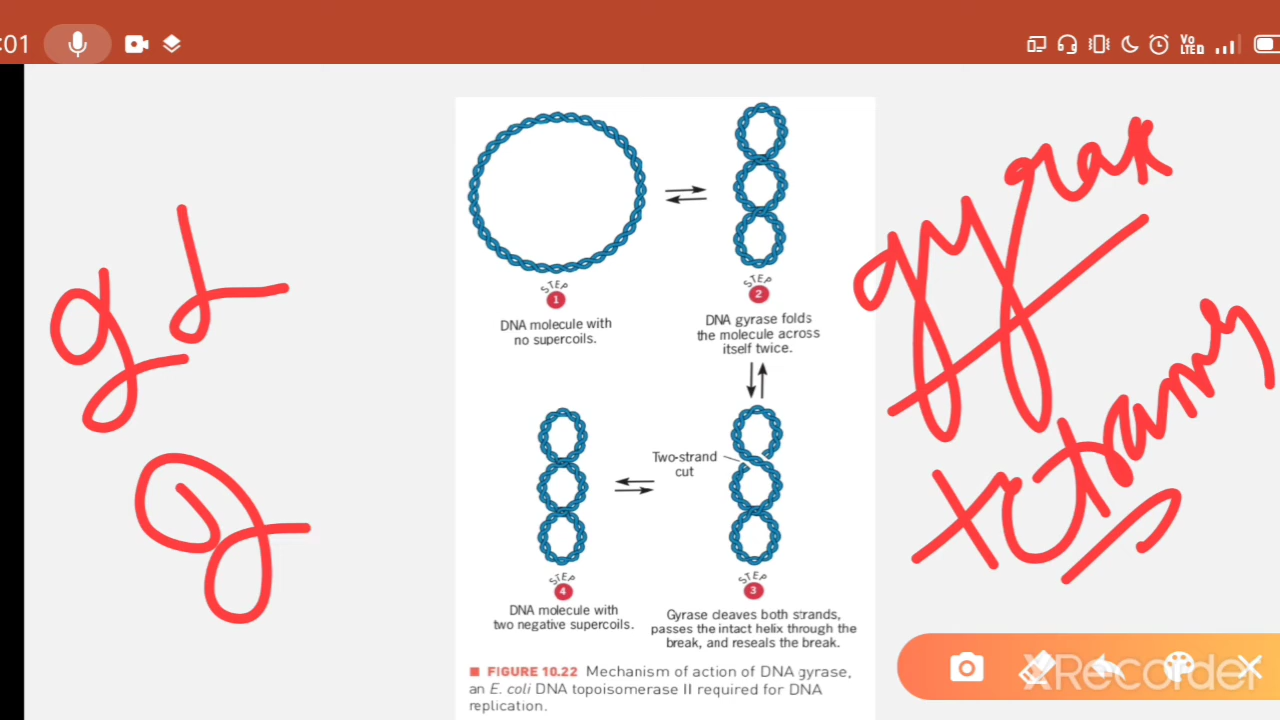 :01
Vo
LTE
STEP
1
DNA molecule with
no supercoils.
STEP
2
DNA gyrase folds
the molecule across
itself twice.
Two-strand
cut
STEP
4
DNA molecule with
two negative supercoils.
STEP
3
Gyrase cleaves both strands,
passes the intact helix through the
break, and reseals the break.
FIGURE 10.22 Mechanism of action of DNA gyrase,
an E. coli DNA topoisomerase II required for DNA
replication.
XRecorder